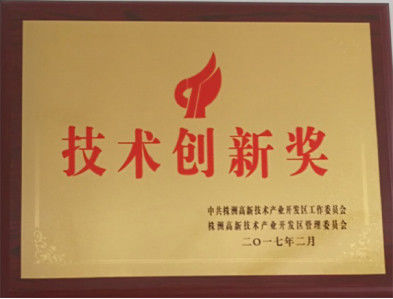 技术创新奖
中共株洲高新技术产业开发区工作委员会
株洲高新技术产业开发区管理委员会
二〇一七年二月